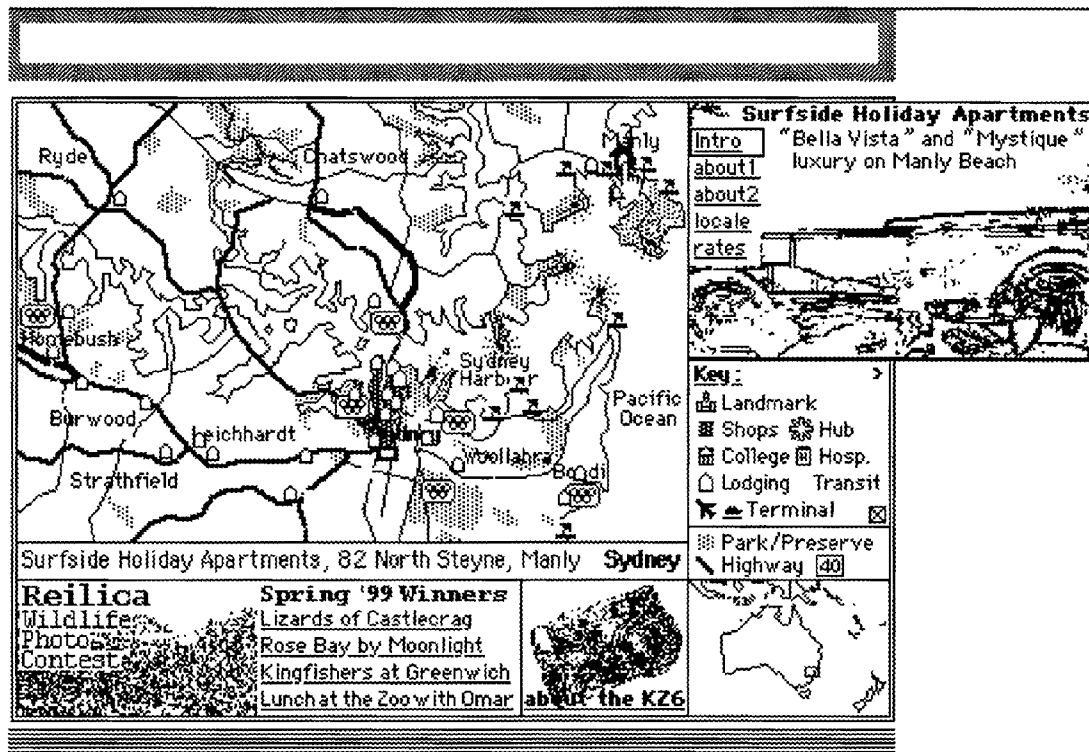 Ryde
Chatswood
Manly
Homebush
Burwood
Leichhardt
Strathfield
Sydney
Harbor
Pacific
Ocean
Woollahra
Bondi
Surfside Holiday Apartments
Intro
"Bella Vista" and "Mystique"
luxury on Manly Beach
about1
about2
locale
rates
Key: >
Landmark
Shops Hub
College Hosp.
Lodging Transit
Terminal
Park/Preserve
Highway 40
Surfside Holiday Apartments, 82 North Steyne, Manly Sydney
Reilica
Wildlife
Photo
Contest
Spring '99 Winners
Lizards of Castlecrag
Rose Bay by Moonlight
Kingfishers at Greenwich
Lunch at the Zoo with Omar
about the KZ6